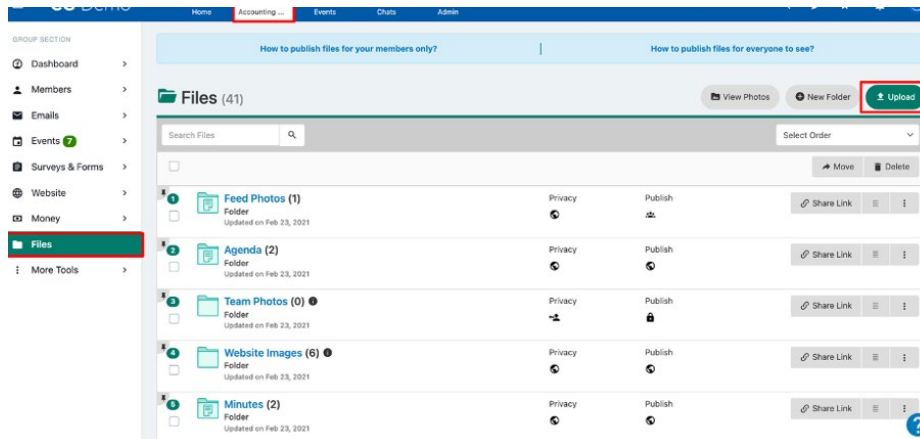 CG Demo
Home Accounting ... Events Chats Admin
GROUP SECTION
Dashboard
Members
Emails
Events 7
Surveys & Forms
Website
Money
Files
More Tools
How to publish files for your members only? How to publish files for everyone to see?
Files (41)
View Photos New Folder Upload
Search Files Select Order
Move Delete
1 Feed Photos (1) Privacy Publish Share Link
Folder
Updated on Feb 23, 2021
2 Agenda (2) Privacy Publish Share Link
Folder
Updated on Feb 23, 2021
3 Team Photos (0) Privacy Publish Share Link
Folder
Updated on Feb 23, 2021
4 Website Images (6) Privacy Publish Share Link
Folder
Updated on Feb 23, 2021
5 Minutes (2) Privacy Publish Share Link
Folder
Updated on Feb 23, 2021
?